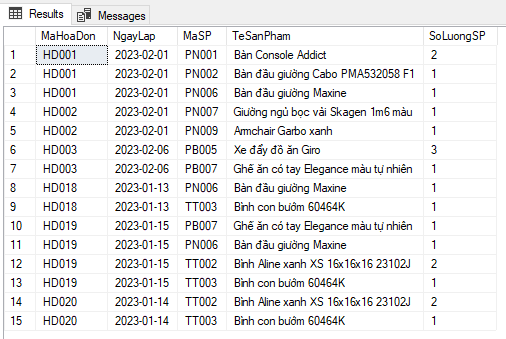 Results Messages
MaHoaDon NgayLap MaSP TeSanPham SoLuongSP
1 HD001 2023-02-01 PN001 Bàn Console Addict 2
2 HD001 2023-02-01 PN002 Bàn đầu giường Cabo PMA532058 F1 1
3 HD001 2023-02-01 PN006 Bàn đầu giường Maxine 1
4 HD002 2023-02-01 PN007 Giường ngủ bọc vải Skagen 1m6 màu 1
5 HD002 2023-02-01 PN009 Armchair Garbo xanh 1
6 HD003 2023-02-06 PB005 Xe đẩy đồ ăn Giro 3
7 HD003 2023-02-06 PB007 Ghế ăn có tay Elegance màu tự nhiên 1
8 HD018 2023-01-13 PN006 Bàn đầu giường Maxine 1
9 HD018 2023-01-13 TT003 Bình con bướm 60464K 1
10 HD019 2023-01-15 PB007 Ghế ăn có tay Elegance màu tự nhiên 1
11 HD019 2023-01-15 PN006 Bàn đầu giường Maxine 1
12 HD019 2023-01-15 TT002 Bình Aline xanh XS 16x16x16 23102J 2
13 HD019 2023-01-15 TT003 Bình con bướm 60464K 1
14 HD020 2023-01-14 TT002 Bình Aline xanh XS 16x16x16 23102J 2
15 HD020 2023-01-14 TT003 Bình con bướm 60464K 1